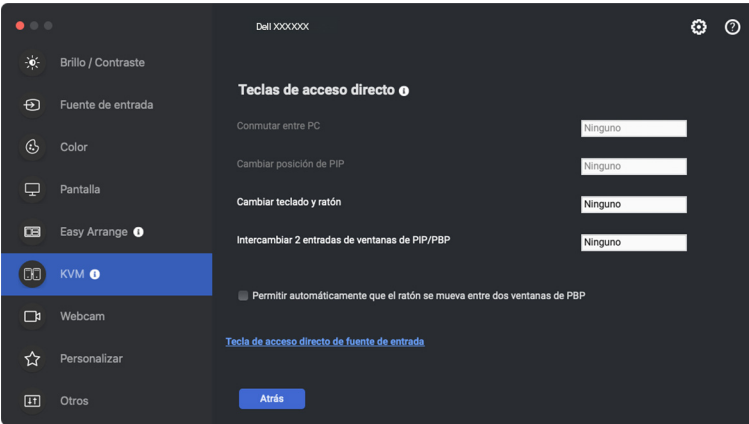 Dell XXXXXX
Brillo / Contraste
Fuente de entrada
Color
Pantalla
Easy Arrange
KVM
Webcam
Personalizar
Otros
Teclas de acceso directo
Conmutar entre PC
Ninguno
Cambiar posición de PIP
Ninguno
Cambiar teclado y ratón
Ninguno
Intercambiar 2 entradas de ventanas de PIP/PBP
Ninguno
Permitir automáticamente que el ratón se mueva entre dos ventanas de PBP
Tecla de acceso directo de fuente de entrada
Atrás